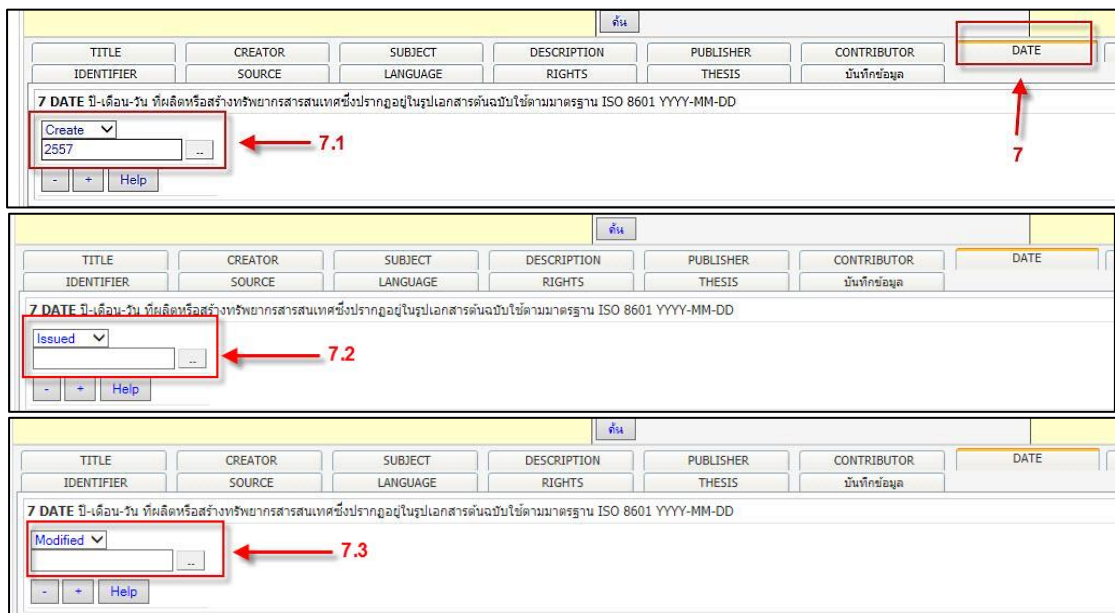 ค้น
TITLE CREATOR SUBJECT DESCRIPTION PUBLISHER CONTRIBUTOR DATE
IDENTIFIER SOURCE LANGUAGE RIGHTS THESIS บันทึกข้อมูล
7 DATE ปี-เดือน-วัน ที่ผลิตหรือสร้างทรัพยากรสารสนเทศซึ่งปรากฏอยู่ในรูปเอกสารต้นฉบับใช้ตามมาตรฐาน ISO 8601 YYYY-MM-DD
Create
2557 ..
7.1
7
- + Help
ค้น
TITLE CREATOR SUBJECT DESCRIPTION PUBLISHER CONTRIBUTOR DATE
IDENTIFIER SOURCE LANGUAGE RIGHTS THESIS บันทึกข้อมูล
7 DATE ปี-เดือน-วัน ที่ผลิตหรือสร้างทรัพยากรสารสนเทศซึ่งปรากฏอยู่ในรูปเอกสารต้นฉบับใช้ตามมาตรฐาน ISO 8601 YYYY-MM-DD
Issued
..
7.2
- + Help
ค้น
TITLE CREATOR SUBJECT DESCRIPTION PUBLISHER CONTRIBUTOR DATE
IDENTIFIER SOURCE LANGUAGE RIGHTS THESIS บันทึกข้อมูล
7 DATE ปี-เดือน-วัน ที่ผลิตหรือสร้างทรัพยากรสารสนเทศซึ่งปรากฏอยู่ในรูปเอกสารต้นฉบับใช้ตามมาตรฐาน ISO 8601 YYYY-MM-DD
Modified
..
7.3
- + Help